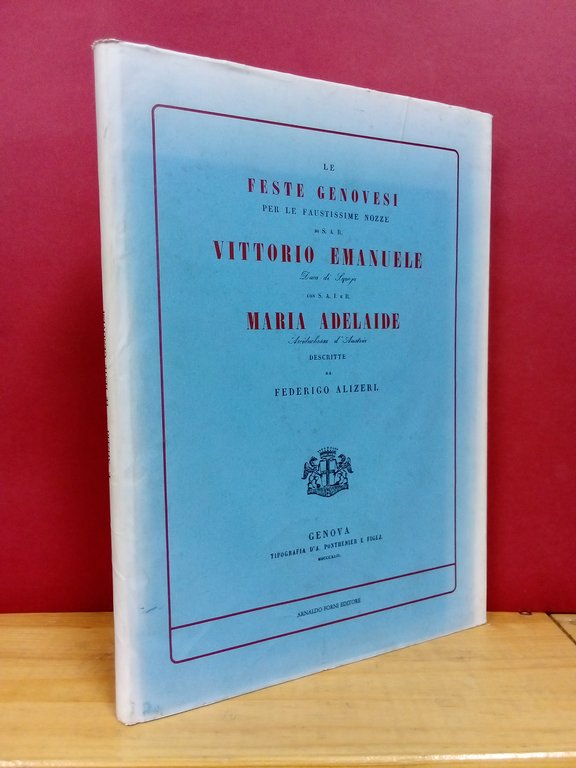 LE
FESTE GENOVESI
PER LE FAUSTISSIME NOZZE
DI S. A. R.
VITTORIO EMANUELE
Duca di Savoja
CON S. A. I. E R.
MARIA ADELAIDE
Arciduchessa d'Austria
DESCRITTE
DA
FEDERIGO ALIZERI.
GENOVA
TIPOGRAFIA D'A. PONTHENIER E FIGLI.
ARNALDO FORNI EDITORE